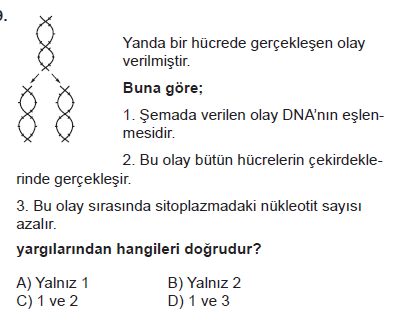 9.
Yanda bir hücrede gerçekleşen olay
verilmiştir.
Buna göre;
1. Şemada verilen olay DNA'nın eşlen-
mesidir.
2. Bu olay bütün hücrelerin çekirdekle-
rinde gerçekleşir.
3. Bu olay sırasında sitoplazmadaki nükleotit sayısı
azalır.
yargılarından hangileri doğrudur?
A) Yalnız 1 B) Yalnız 2
C) 1 ve 2 D) 1 ve 3